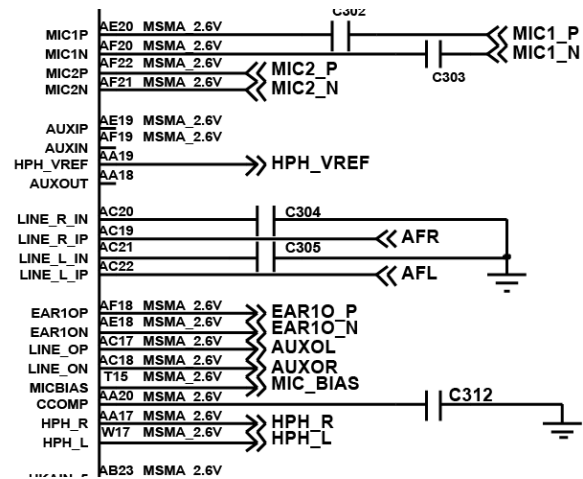 C302
MIC1P AE20 MSMA_2.6V MIC1_P
MIC1N AF20 MSMA_2.6V MIC1_N
C303
MIC2P AF22 MSMA_2.6V MIC2_P
MIC2N AF21 MSMA_2.6V MIC2_N
AUXIP AE19 MSMA_2.6V
AUXIN AF19 MSMA_2.6V
HPH_VREF AA19 HPH_VREF
AUXOUT AA18
LINE_R_IN AC20 C304
LINE_R_IP AC19 AFR
LINE_L_IN AC21 C305
LINE_L_IP AC22 AFL
EAR1OP AF18 MSMA_2.6V EAR1O_P
EAR1ON AE18 MSMA_2.6V EAR1O_N
LINE_OP AC17 MSMA_2.6V AUXOL
LINE_ON AC18 MSMA_2.6V AUXOR
MICBIAS T15 MSMA_2.6V MIC_BIAS
CCOMP AA20 MSMA_2.6V C312
HPH_R AA17 MSMA_2.6V HPH_R
HPH_L W17 MSMA_2.6V HPH_L
AB23 MSMA_2.6V